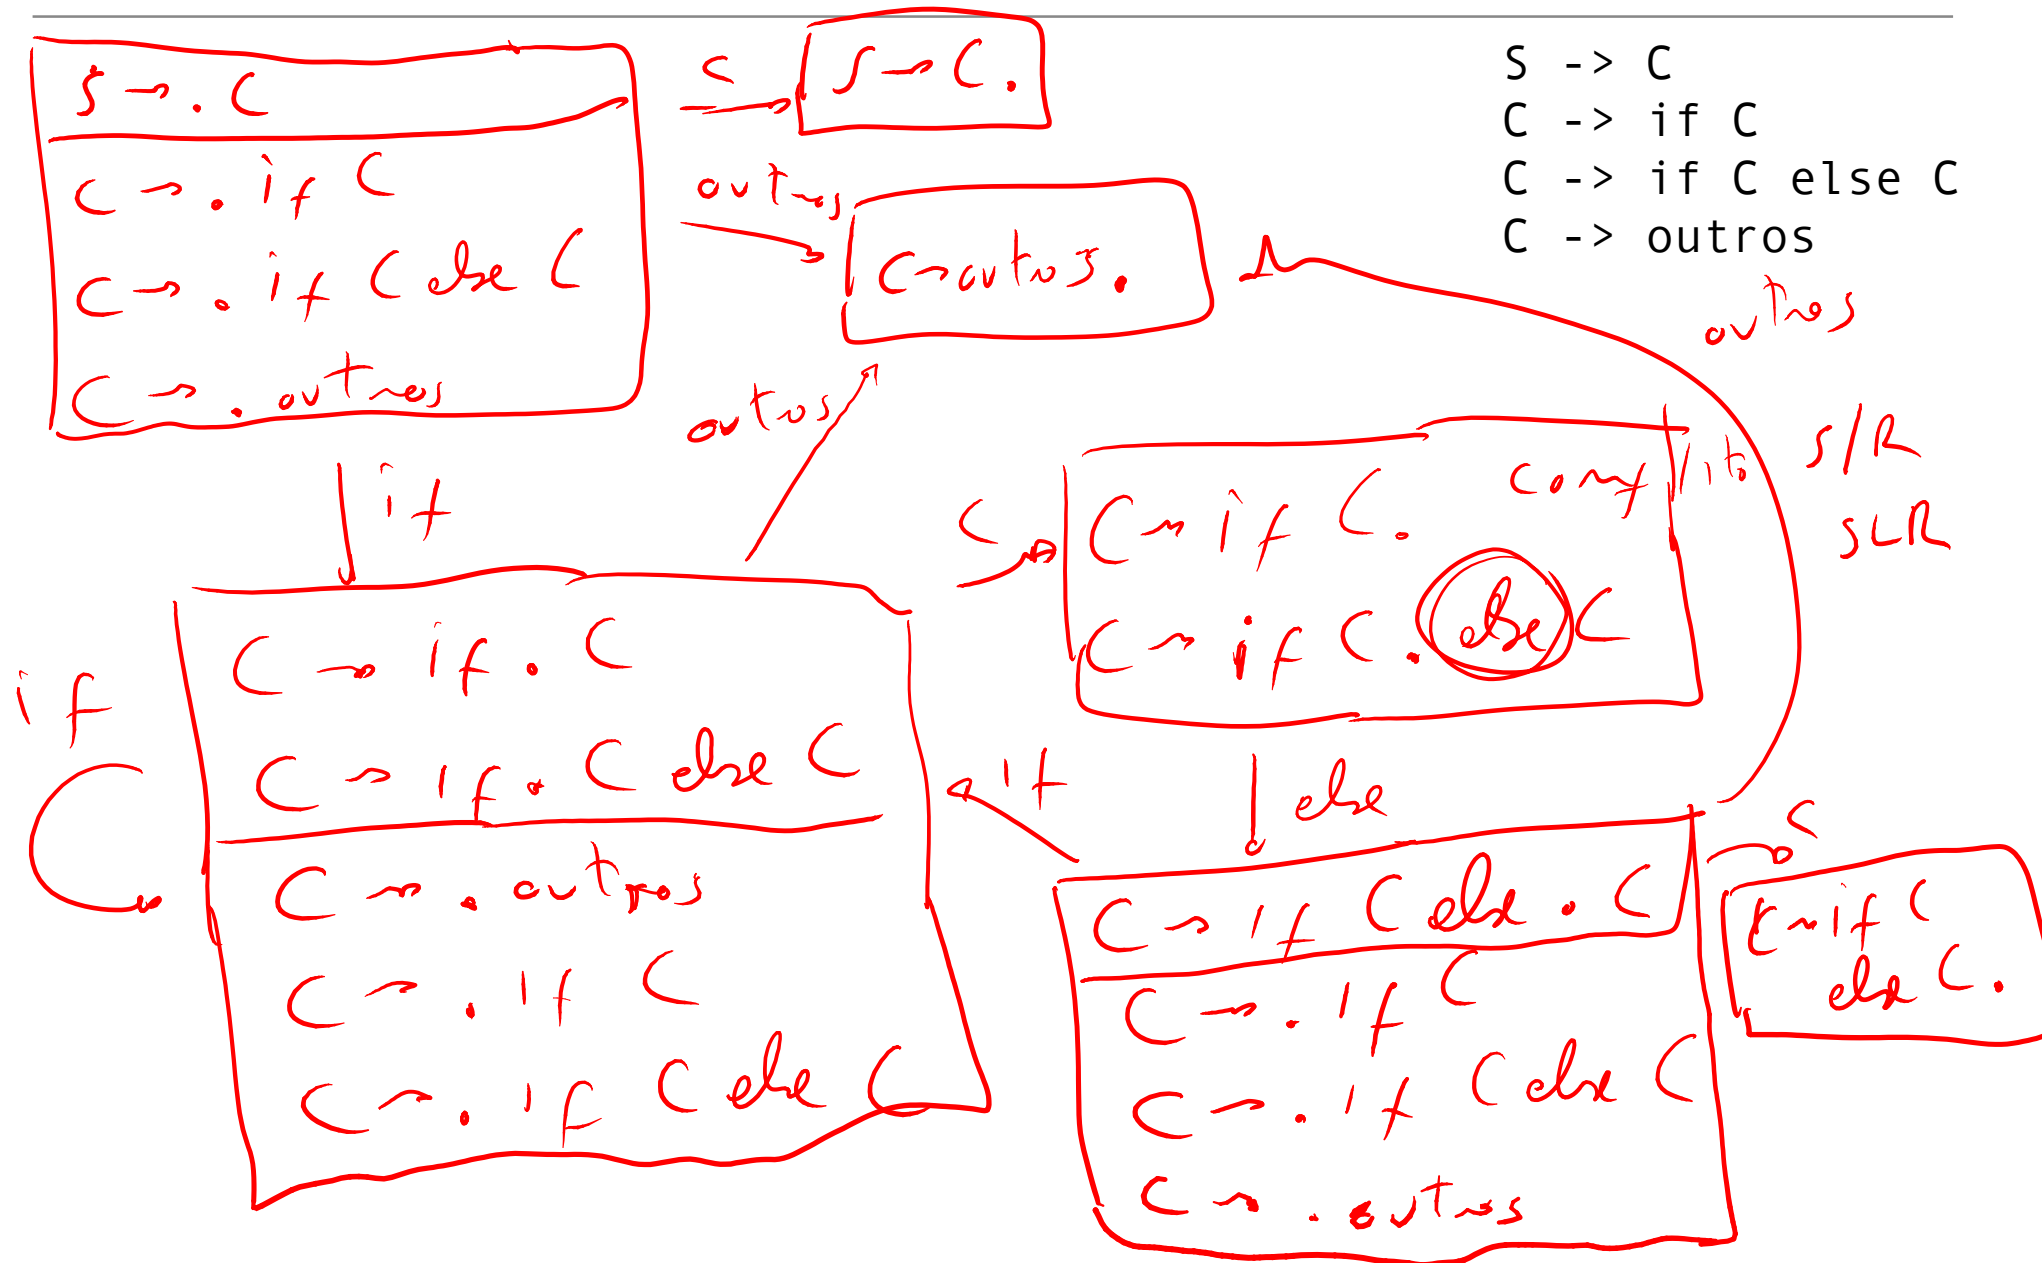 S -> C
C -> if C
C -> if C else C
C -> outros
S → . C
C → . if C
C → . if C else C
C → . outros
C
S → C .
outros
C → outros .
outros
if
outros
C
C → if C .
C → if C . else C
conflito S/R
SLR
if
C → if . C
C → if . C else C
C → . outros
C → . if C
C → . if C else C
if
else
C → if C else . C
C → . if C
C → . if C else C
C → . outros
C
C → if C
else C .